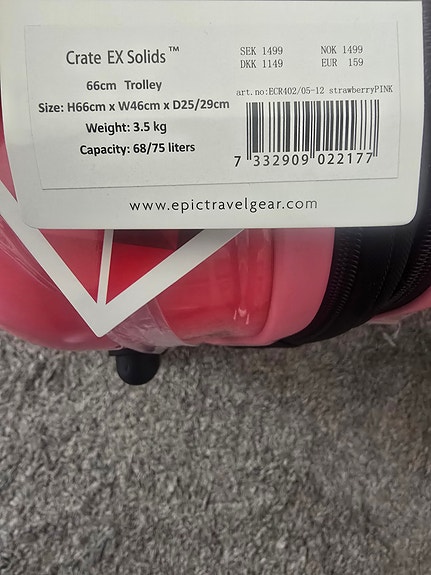 Crate EX Solids™
66cm Trolley
Size: H66cm x W46cm x D25/29cm
Weight: 3.5 kg
Capacity: 68/75 liters
SEK 1499 NOK 1499
DKK 1149 EUR 159
art.no:ECR402/05-12 strawberryPINK
7 332909 022177
www.epictravelgear.com